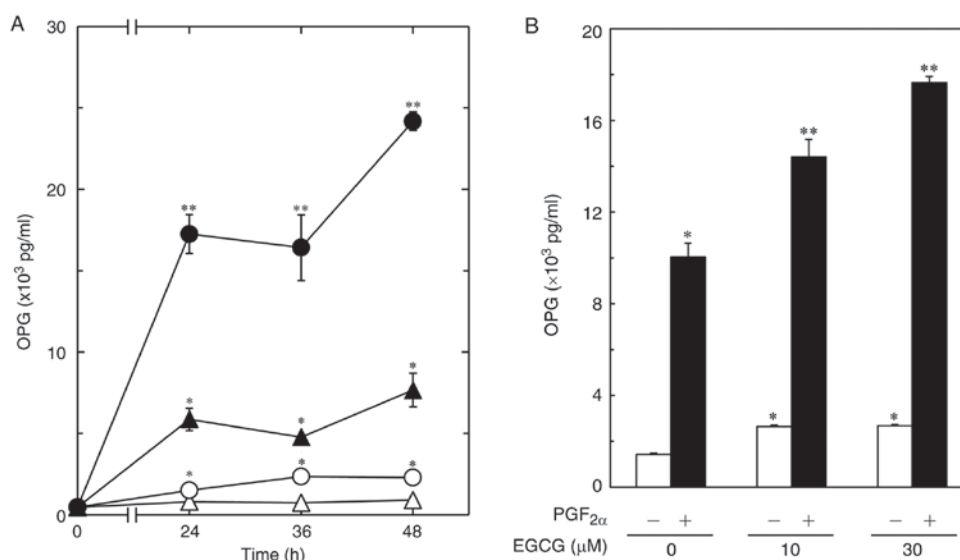 A
30
20
10
0
OPG (x10³ pg/ml)
** ** **
* * *
* * *
0 24 36 48
Time (h)
B
20
16
12
8
4
0
OPG (×10³ pg/ml)
* * ** * **
PGF2α − + − + − +
EGCG (μM) 0 10 30